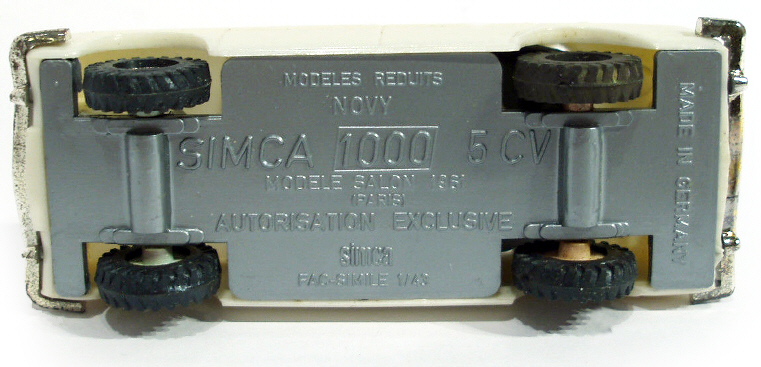 MODELES REDUITS
NOVY
SIMCA 1000 5 CV
MODELE SALON 1961
(PARIS)
AUTORISATION EXCLUSIVE
simca
FAC-SIMILE 1/43
MADE IN GERMANY